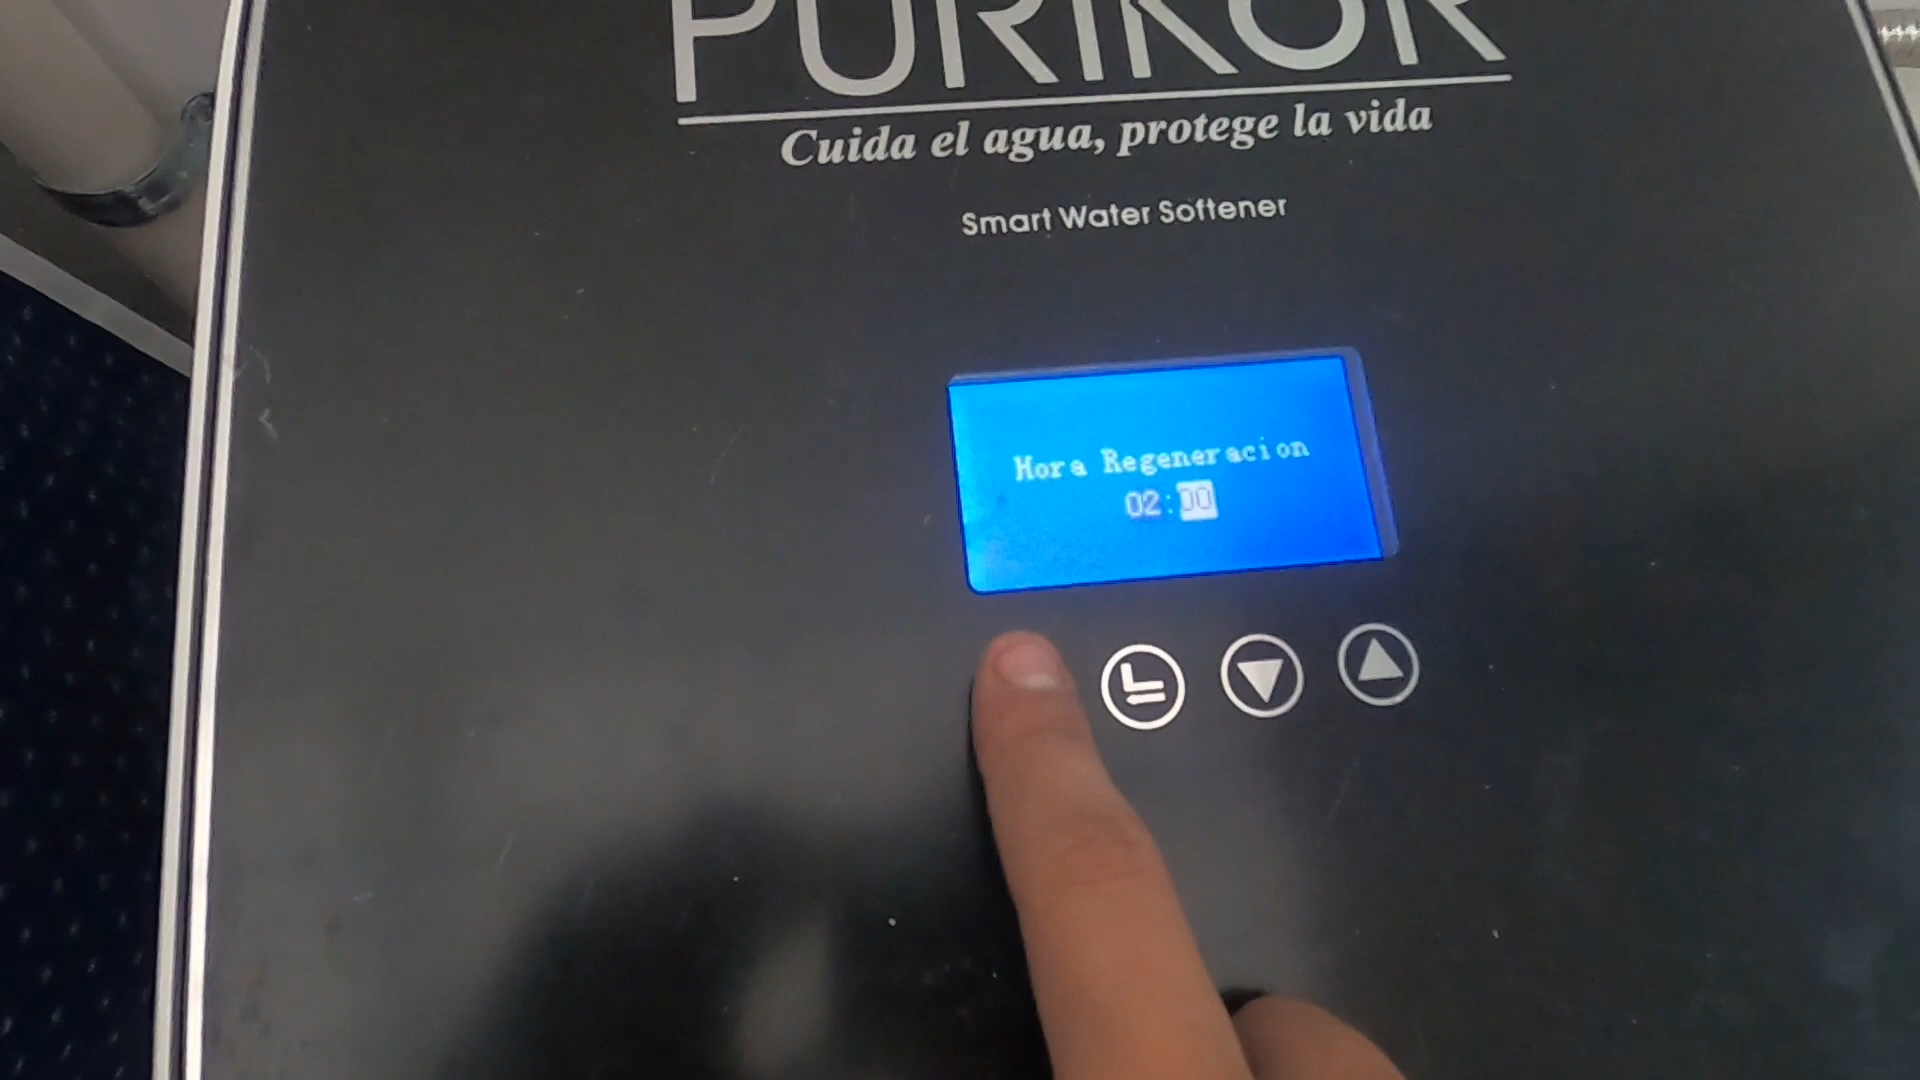 PURIKOR
Cuida el agua, protege la vida
Smart Water Softener
Hora Regeneracion
02:00